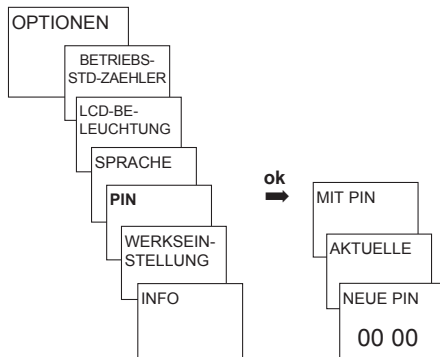 OPTIONEN
BETRIEBS-
STD-ZAEHLER
LCD-BE-
LEUCHTUNG
SPRACHE
PIN
WERKSEIN-
STELLUNG
INFO
ok
MIT PIN
AKTUELLE
NEUE PIN
00 00